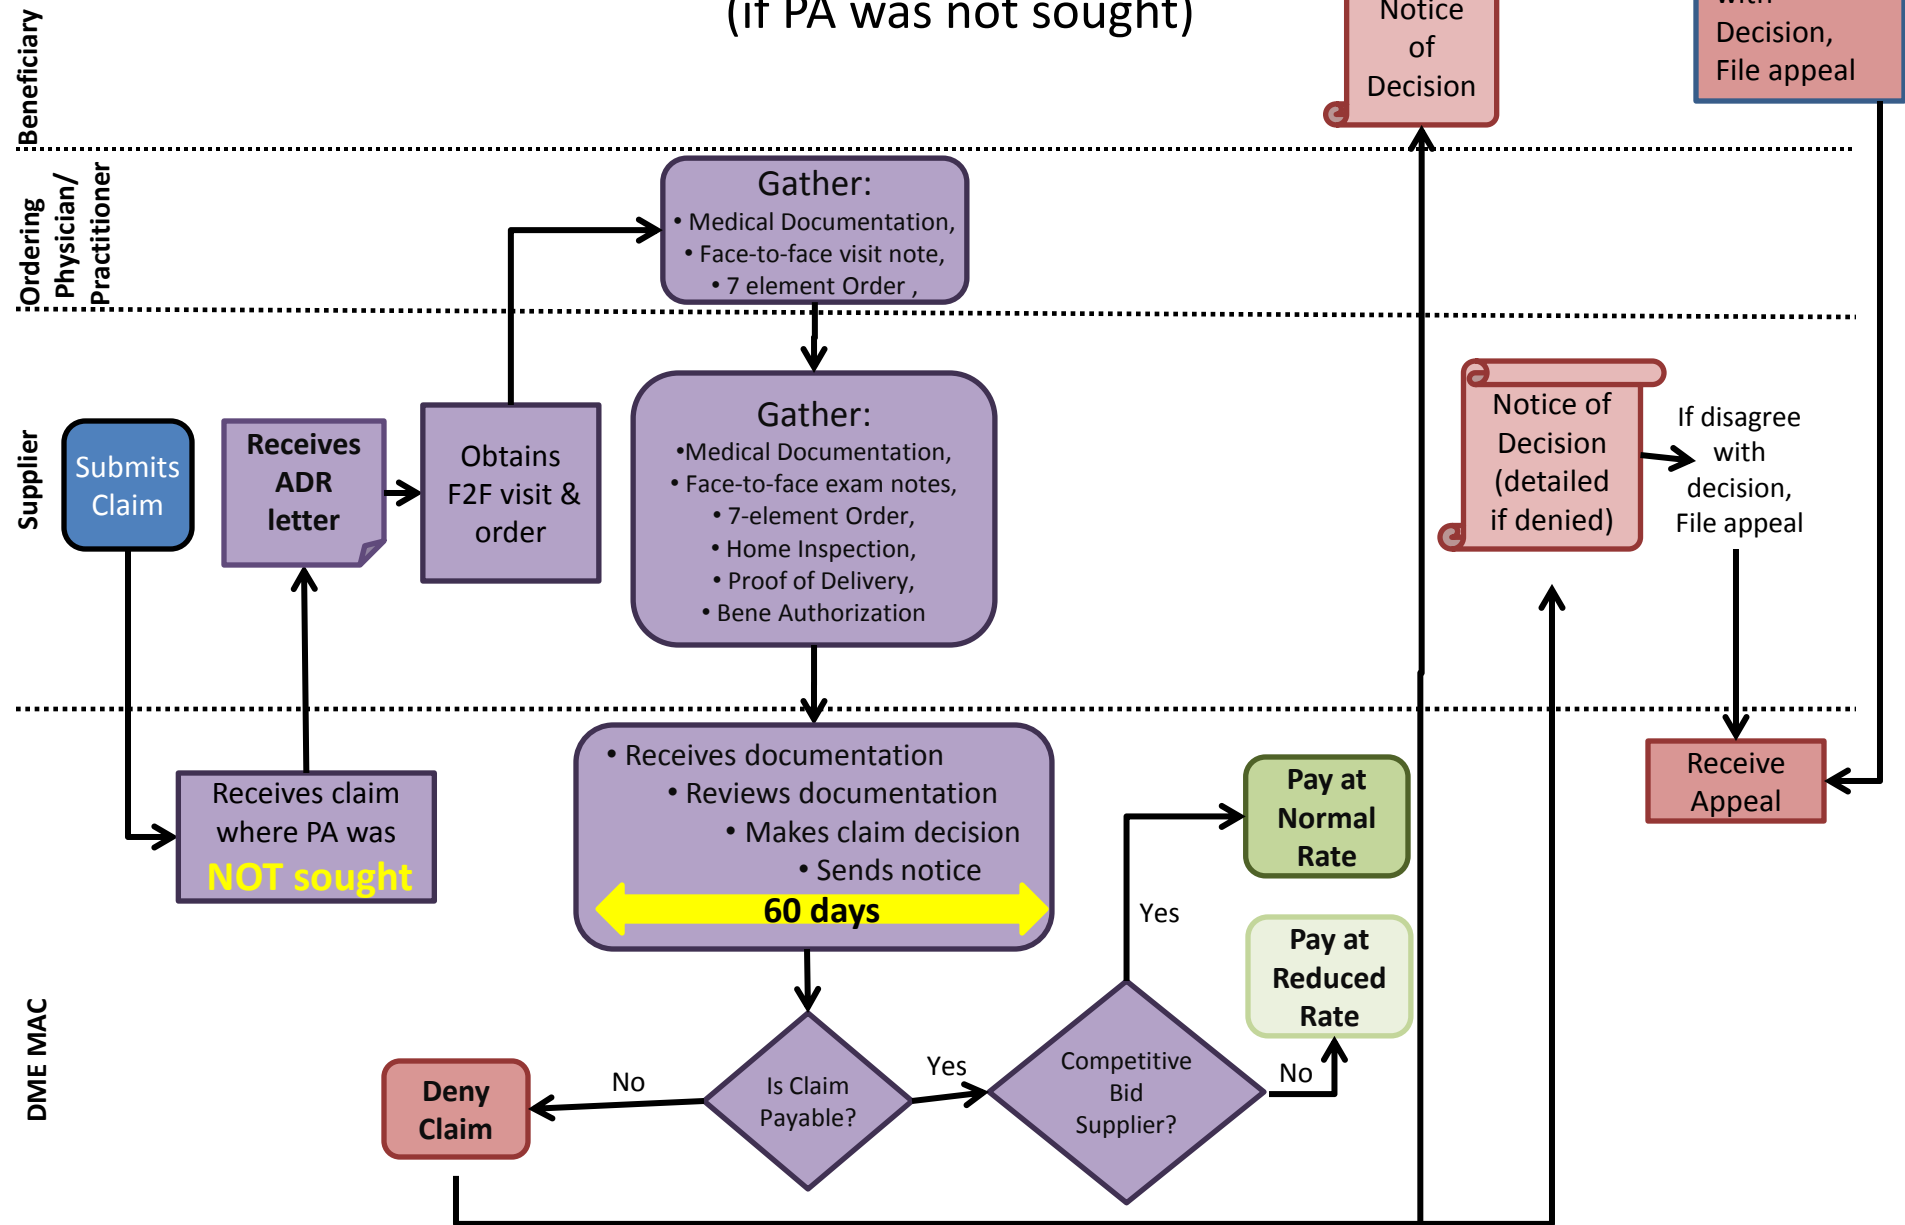 (if PA was not sought)
Beneficiary
Notice
of
Decision
with
Decision,
File appeal
Ordering
Physician/
Practitioner
Gather:
• Medical Documentation,
• Face-to-face visit note,
• 7 element Order ,
Supplier
Submits
Claim
Receives
ADR
letter
Obtains
F2F visit &
order
Gather:
•Medical Documentation,
• Face-to-face exam notes,
• 7-element Order,
• Home Inspection,
• Proof of Delivery,
• Bene Authorization
Notice of
Decision
(detailed
if denied)
If disagree
with
decision,
File appeal
DME MAC
Receives claim
where PA was
NOT sought
• Receives documentation
• Reviews documentation
• Makes claim decision
• Sends notice
60 days
Pay at
Normal
Rate
Receive
Appeal
Yes
Pay at
Reduced
Rate
Deny
Claim
No
Is Claim
Payable?
Yes
Competitive
Bid
Supplier?
No